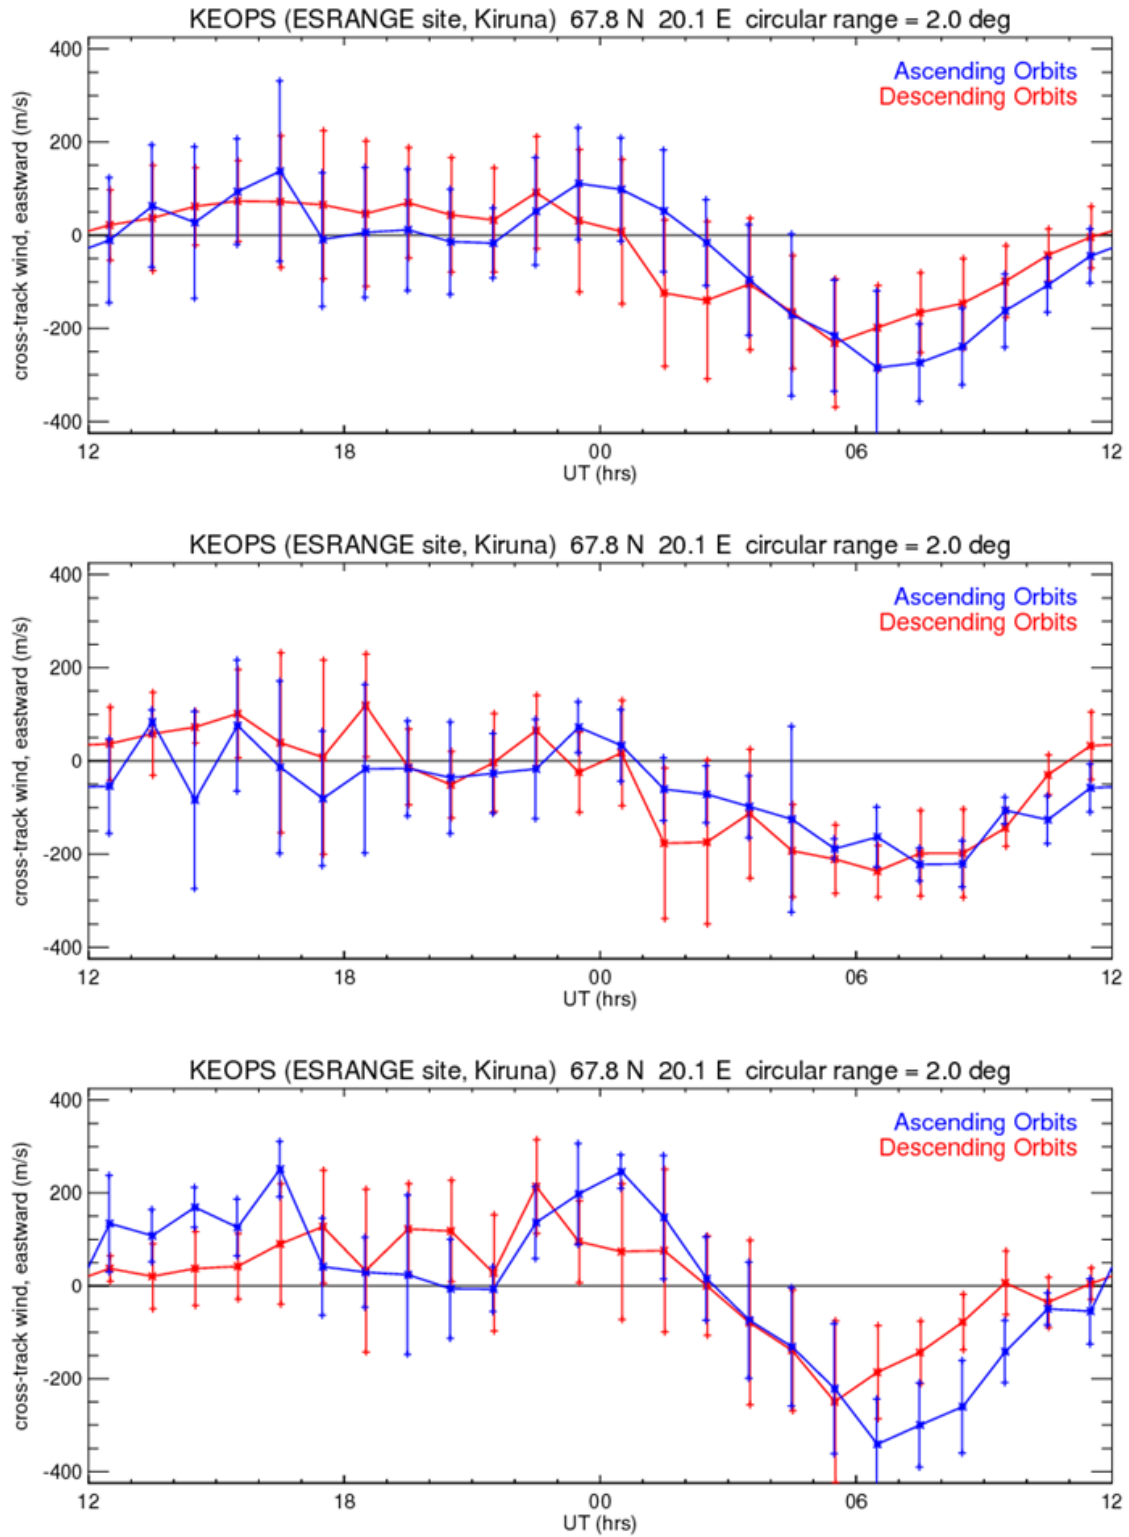 KEOPS (ESRANGE site, Kiruna)  67.8 N  20.1 E  circular range = 2.0 deg
400
200
0
-200
-400
cross-track wind, eastward (m/s)
Ascending Orbits
Descending Orbits
12 18 00 06 12
UT (hrs)
KEOPS (ESRANGE site, Kiruna)  67.8 N  20.1 E  circular range = 2.0 deg
400
200
0
-200
-400
cross-track wind, eastward (m/s)
Ascending Orbits
Descending Orbits
12 18 00 06 12
UT (hrs)
KEOPS (ESRANGE site, Kiruna)  67.8 N  20.1 E  circular range = 2.0 deg
400
200
0
-200
-400
cross-track wind, eastward (m/s)
Ascending Orbits
Descending Orbits
12 18 00 06 12
UT (hrs)